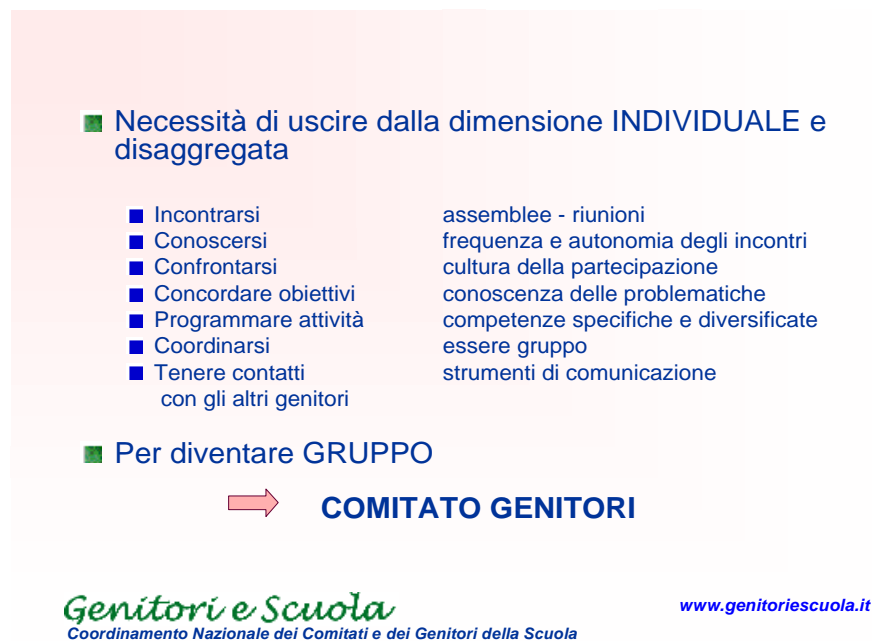 Necessità di uscire dalla dimensione INDIVIDUALE e
disaggregata
Incontrarsi assemblee - riunioni
Conoscersi frequenza e autonomia degli incontri
Confrontarsi cultura della partecipazione
Concordare obiettivi conoscenza delle problematiche
Programmare attività competenze specifiche e diversificate
Coordinarsi essere gruppo
Tenere contatti strumenti di comunicazione
con gli altri genitori
Per diventare GRUPPO
COMITATO GENITORI
Genitori e Scuola
www.genitoriescuola.it
Coordinamento Nazionale dei Comitati e dei Genitori della Scuola